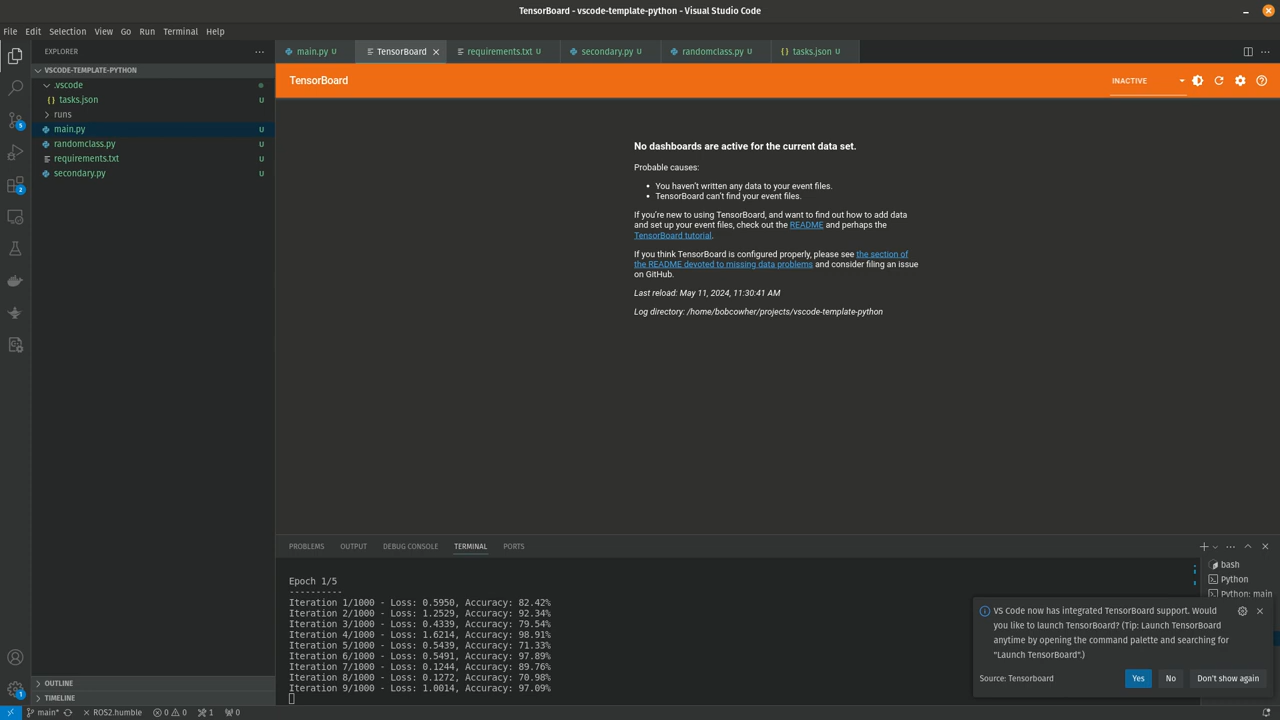 TensorBoard - vscode-template-python - Visual Studio Code
File Edit Selection View Go Run Terminal Help
EXPLORER
VSCODE-TEMPLATE-PYTHON
.vscode
tasks.json U
runs
main.py U
randomclass.py U
requirements.txt U
secondary.py U
OUTLINE
TIMELINE
5
2
1
main.py U TensorBoard requirements.txt U secondary.py U randomclass.py U tasks.json U
TensorBoard INACTIVE
No dashboards are active for the current data set.
Probable causes:
• You haven't written any data to your event files.
• TensorBoard can't find your event files.
If you're new to using TensorBoard, and want to find out how to add data
and set up your event files, check out the README and perhaps the
TensorBoard tutorial.
If you think TensorBoard is configured properly, please see the section of
the README devoted to missing data problems and consider filing an issue
on GitHub.
Last reload: May 11, 2024, 11:30:41 AM
Log directory: /home/bobcowher/projects/vscode-template-python
PROBLEMS OUTPUT DEBUG CONSOLE TERMINAL PORTS
Epoch 1/5
----------
Iteration 1/1000 - Loss: 0.5950, Accuracy: 82.42%
Iteration 2/1000 - Loss: 1.2529, Accuracy: 92.34%
Iteration 3/1000 - Loss: 0.4339, Accuracy: 79.54%
Iteration 4/1000 - Loss: 1.6214, Accuracy: 98.91%
Iteration 5/1000 - Loss: 0.5439, Accuracy: 71.33%
Iteration 6/1000 - Loss: 0.5491, Accuracy: 97.89%
Iteration 7/1000 - Loss: 0.1244, Accuracy: 89.76%
Iteration 8/1000 - Loss: 0.1272, Accuracy: 70.98%
Iteration 9/1000 - Loss: 1.0014, Accuracy: 97.09%
bash
Python
Python: main
VS Code now has integrated TensorBoard support. Would
you like to launch TensorBoard? (Tip: Launch TensorBoard
anytime by opening the command palette and searching for
"Launch TensorBoard".)
Source: Tensorboard Yes No Don't show again
main* ROS2.humble 0 0 1 0